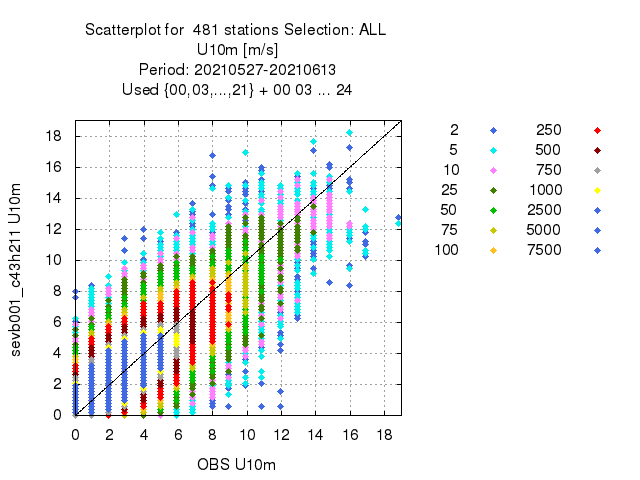 Scatterplot for 481 stations Selection: ALL
U10m [m/s]
Period: 20210527-20210613
Used {00,03,...,21} + 00 03 ... 24
sevb001_c43h211 U10m
18
16
14
12
10
8
6
4
2
0
0 2 4 6 8 10 12 14 16 18
OBS U10m
2 250
5 500
10 750
25 1000
50 2500
75 5000
100 7500